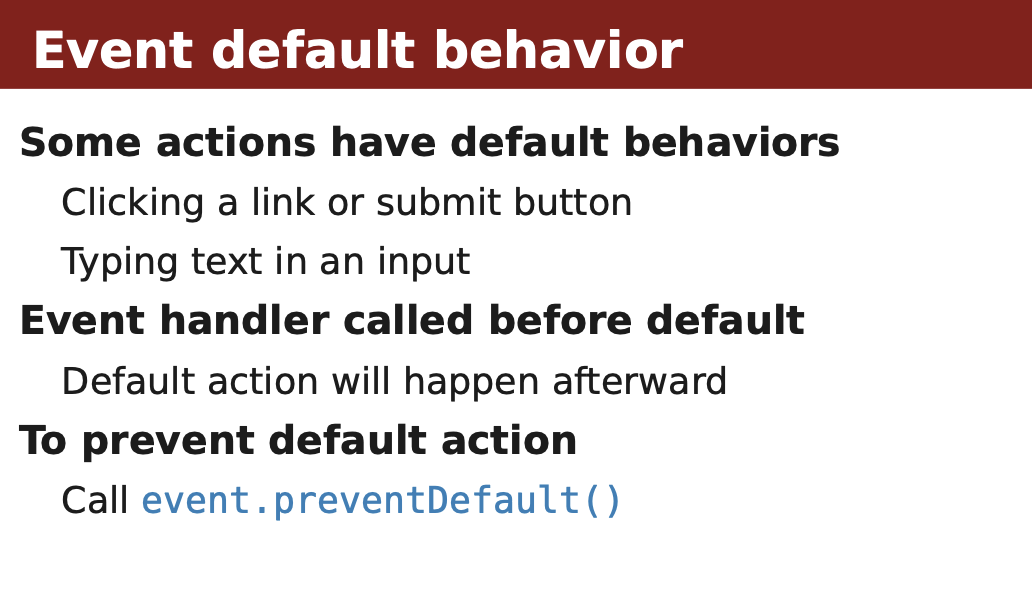 Event default behavior
Some actions have default behaviors
Clicking a link or submit button
Typing text in an input
Event handler called before default
Default action will happen afterward
To prevent default action
Call event.preventDefault()